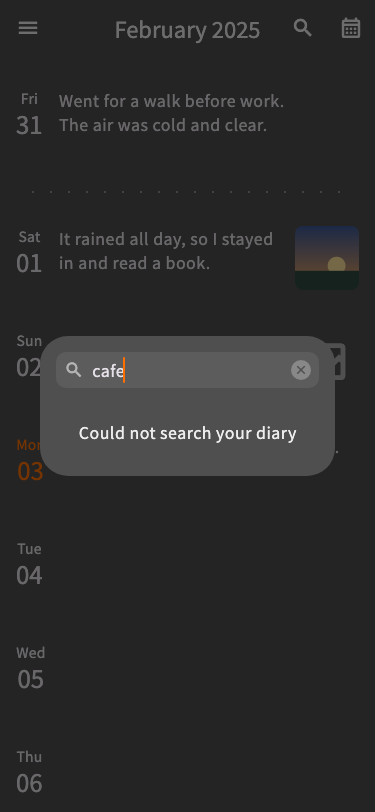 February 2025
Fri
31
Went for a walk before work.
The air was cold and clear.
Sat
01
It rained all day, so I stayed
in and read a book.
Sun
02
cafe
Could not search your diary
Mon
03
Tue
04
Wed
05
Thu
06